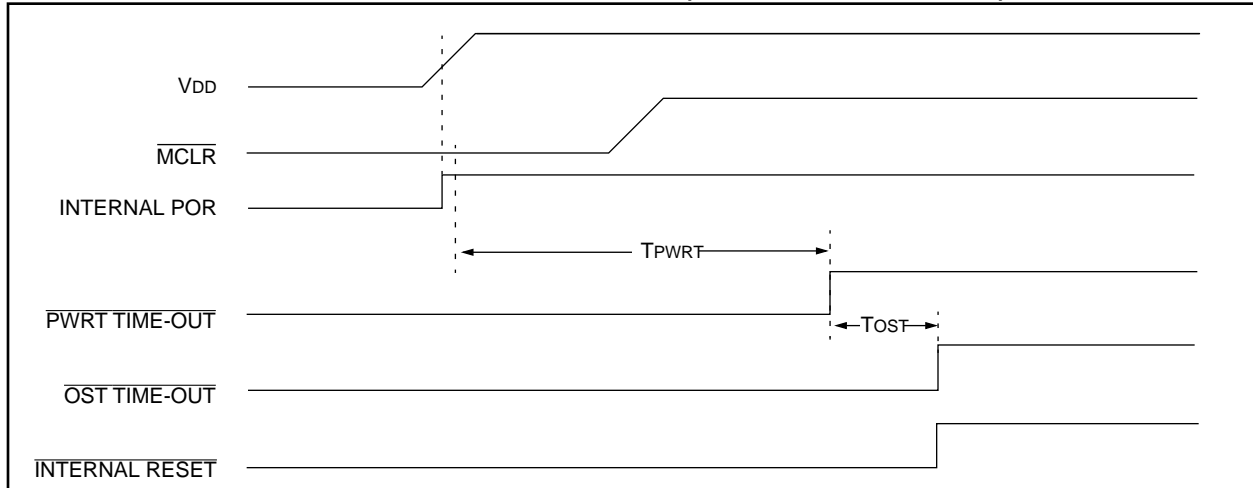 VDD
MCLR
INTERNAL POR
TPWRT
PWRT TIME-OUT
TOST
OST TIME-OUT
INTERNAL RESET